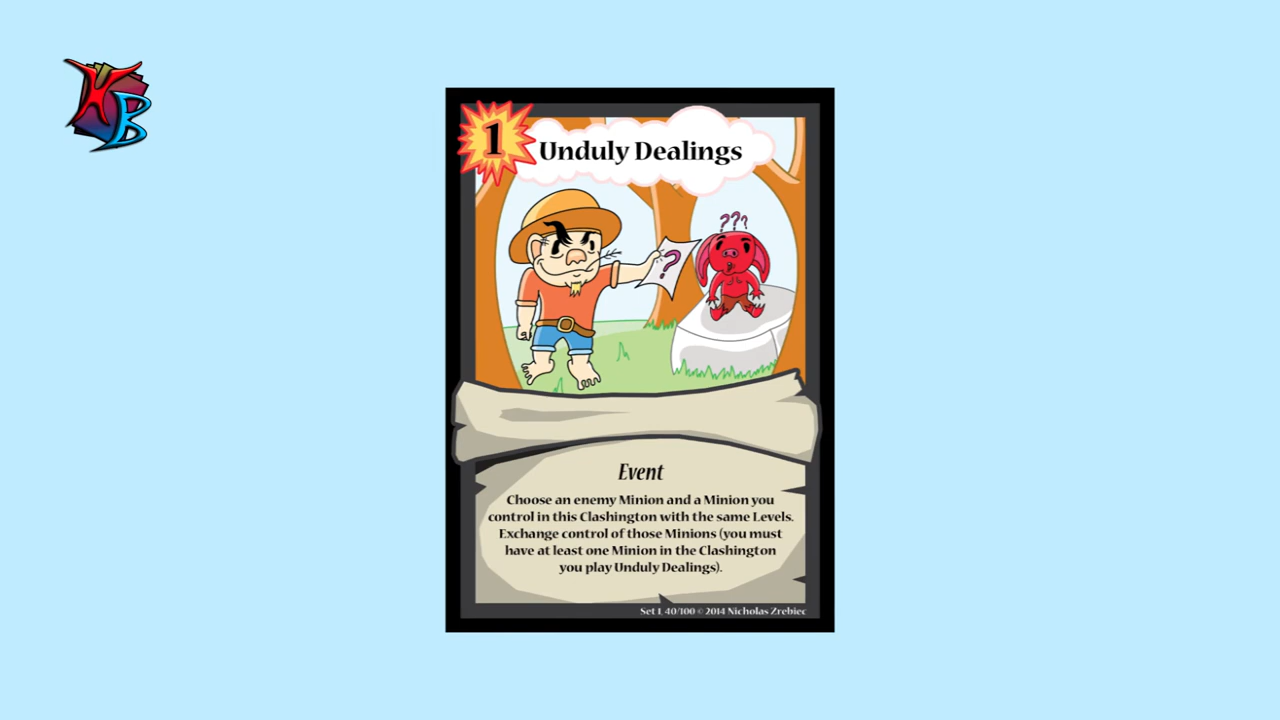 KB
1
Unduly Dealings
???
?
Event
Choose an enemy Minion and a Minion you
control in this Clashington with the same Levels.
Exchange control of those Minions (you must
have at least one Minion in the Clashington
you play Unduly Dealings).
Set 1, 40/100 © 2014 Nicholas Zrebiec